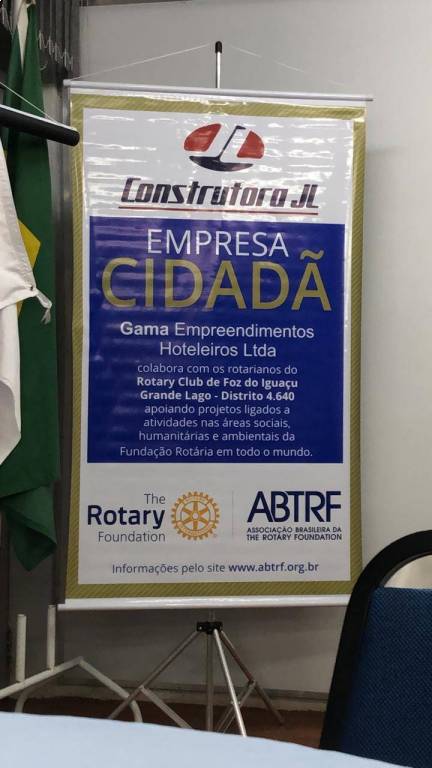 Construtora JL
EMPRESA
CIDADÃ
Gama Empreendimentos
Hoteleiros Ltda
colabora com os rotarianos do
Rotary Club de Foz do Iguaçu
Grande Lago - Distrito 4.640
apoiando projetos ligados a
atividades nas áreas sociais,
humanitárias e ambientais da
Fundação Rotária em todo o mundo.
The
Rotary
Foundation
ABTRF
ASSOCIAÇÃO BRASILEIRA DA
THE ROTARY FOUNDATION
Informações pelo site www.abtrf.org.br